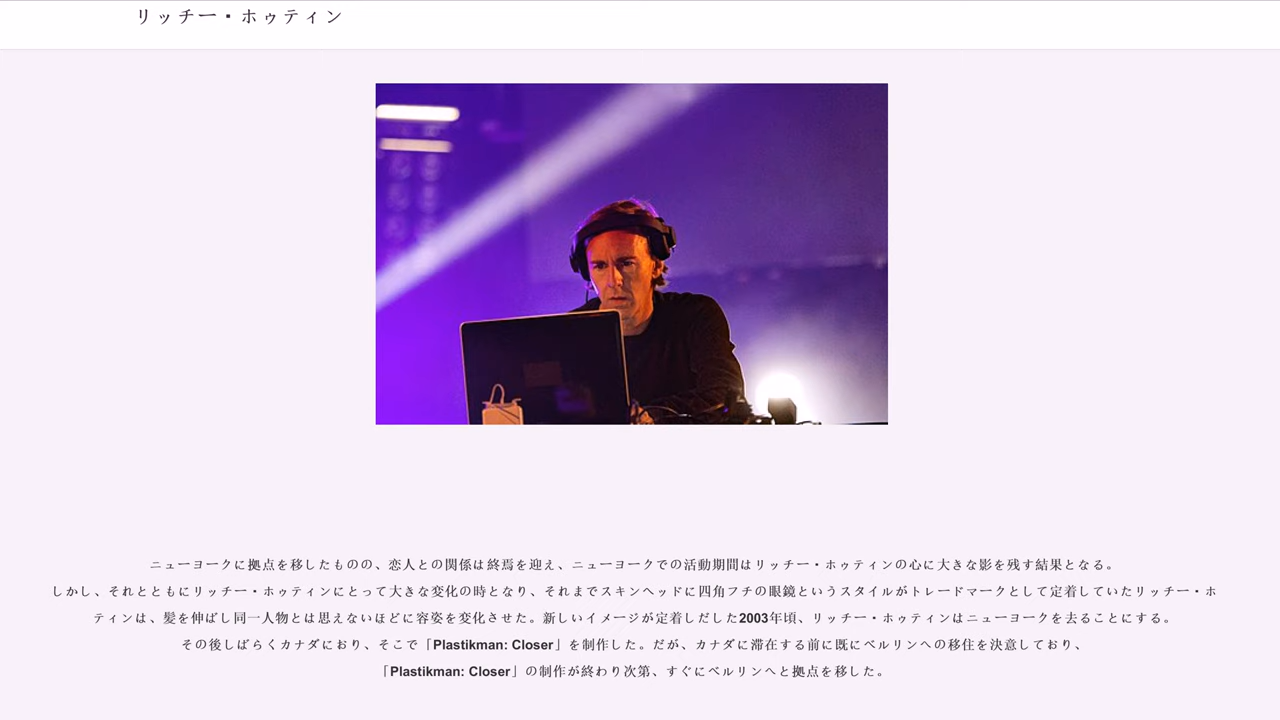 リッチー・ホゥティン
ニューヨークに拠点を移したものの、恋人との関係は終焉を迎え、ニューヨークでの活動期間はリッチー・ホゥティンの心に大きな影を残す結果となる。
しかし、それとともにリッチー・ホゥティンにとって大きな変化の時となり、それまでスキンヘッドに四角フチの眼鏡というスタイルがトレードマークとして定着していたリッチー・ホ
ティンは、髪を伸ばし同一人物とは思えないほどに容姿を変化させた。新しいイメージが定着しだした2003年頃、リッチー・ホゥティンはニューヨークを去ることにする。
その後しばらくカナダにおり、そこで「Plastikman: Closer」を制作した。だが、カナダに滞在する前に既にベルリンへの移住を決意しており、
「Plastikman: Closer」の制作が終わり次第、すぐにベルリンへと拠点を移した。